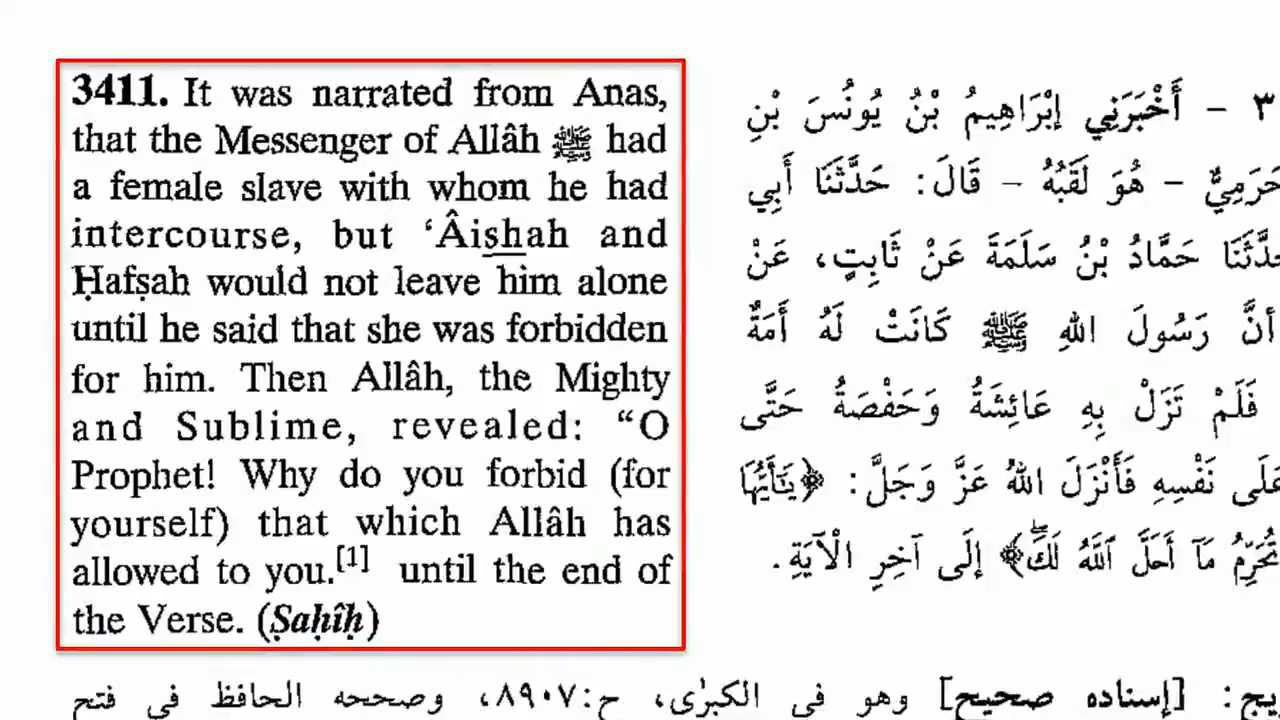 3411. It was narrated from Anas,
that the Messenger of Allâh ﷺ had
a female slave with whom he had
intercourse, but ‘Âishah and
Ḥafṣah would not leave him alone
until he said that she was forbidden
for him. Then Allâh, the Mighty
and Sublime, revealed: “O
Prophet! Why do you forbid (for
yourself) that which Allâh has
allowed to you.[1] until the end of
the Verse. (Ṣaḥîḥ)
٣ - أَخْبَرَنِي إِبْرَاهِيمُ بْنُ يُونُسَ بْنِ
حَرَمِيٌّ - هُوَ لَقَبُهُ - قَالَ: حَدَّثَنَا أَبِي
حَدَّثَنَا حَمَّادُ بْنُ سَلَمَةَ عَنْ ثَابِتٍ، عَنْ
أَنَّ رَسُولَ اللهِ ﷺ كَانَتْ لَهُ أَمَةٌ
فَلَمْ تَزَلْ بِهِ عَائِشَةُ وَحَفْصَةُ حَتَّى
عَلَى نَفْسِهِ فَأَنْزَلَ اللهُ عَزَّ وَجَلَّ: ﴿يَٰٓأَيُّهَا
تُحَرِّمُ مَآ أَحَلَّ ٱللَّهُ لَكَۖ﴾ إِلَى آخِرِ الْآيَةِ.
[إسناده صحيح] وهو في الكبرٰى، ح:٨٩٠٧، وصححه الحافظ في فتح